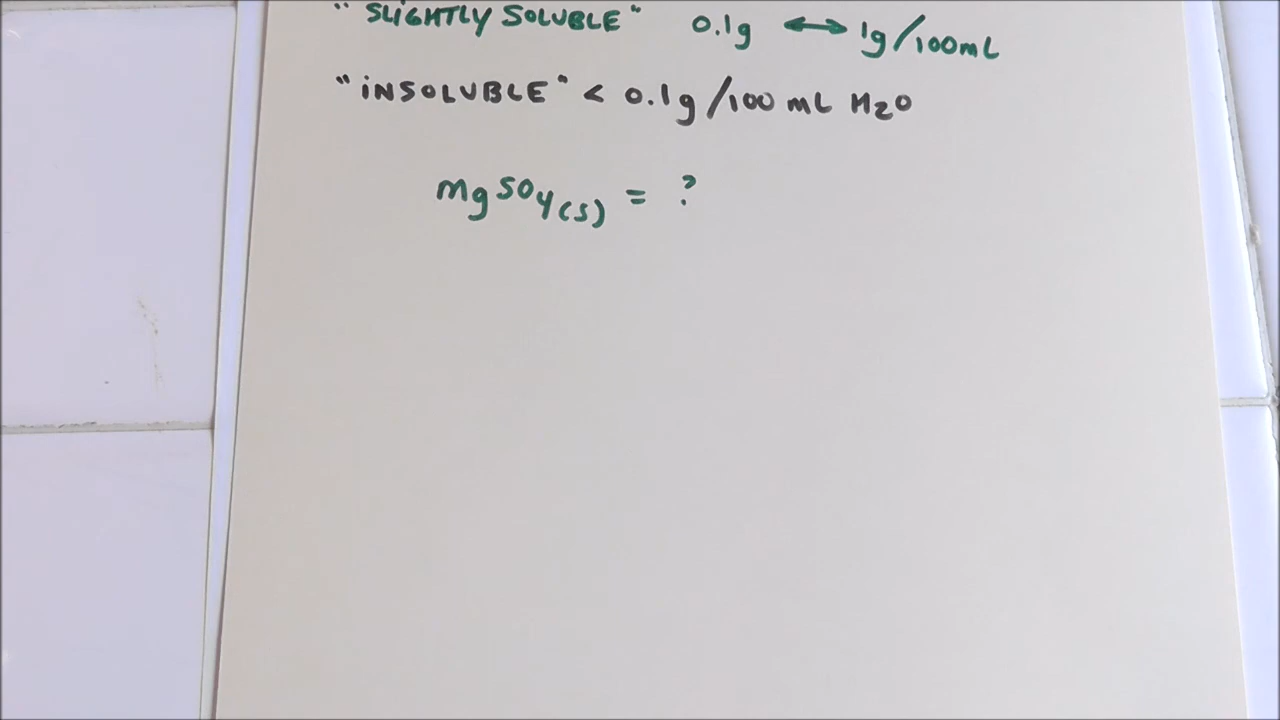 "SLIGHTLY SOLUBLE" 0.1g ↔ 1g/100mL
"INSOLUBLE" < 0.1g/100 mL H2O
MgSO4(s) = ?